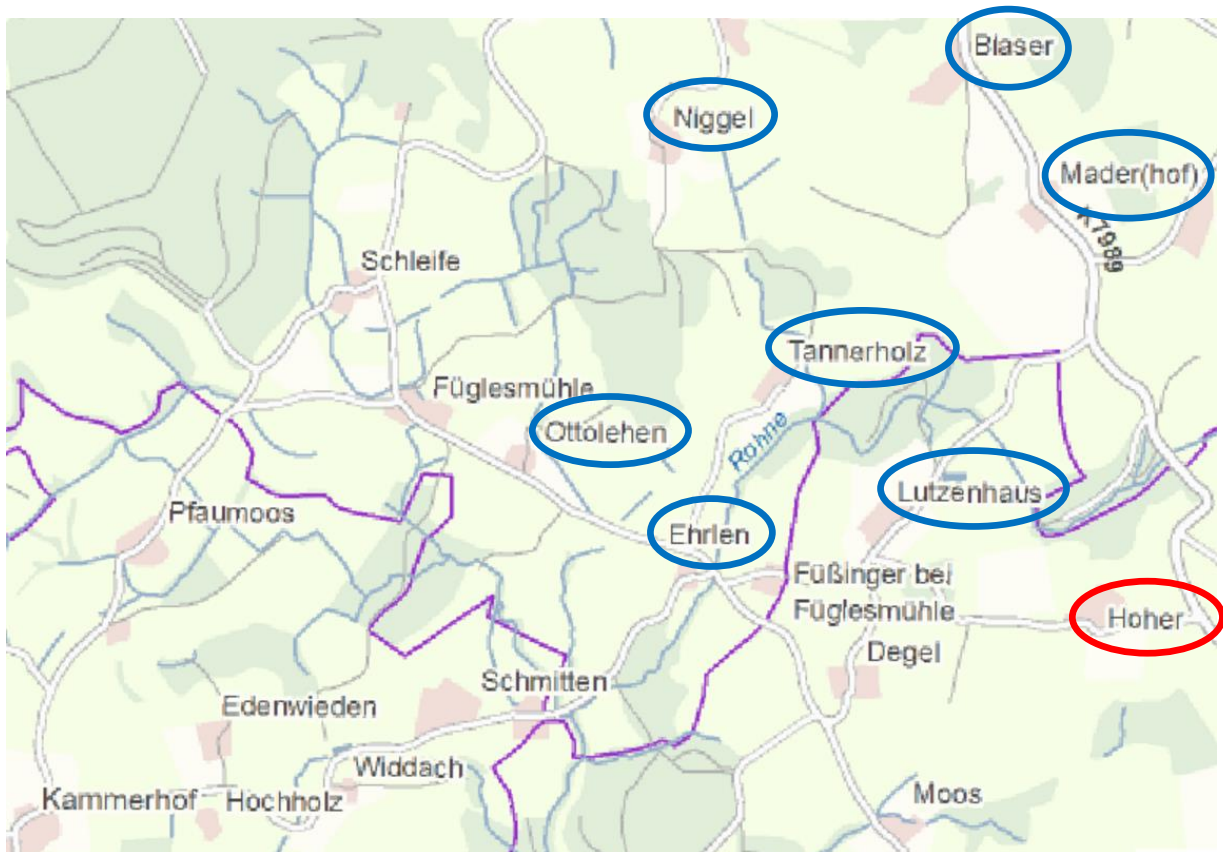 Blaser
Niggel
Mader(hof)
K7989
Schleife
Tannerholz
Füglesmühle
Ottolehen
Rohne
Lutzenhaus
Pfaumoos
Ehrlen
Füßinger bei
Füglesmühle
Hoher
Degel
Schmitten
Edenwieden
Widdach
Kammerhof
Hochholz
Moos